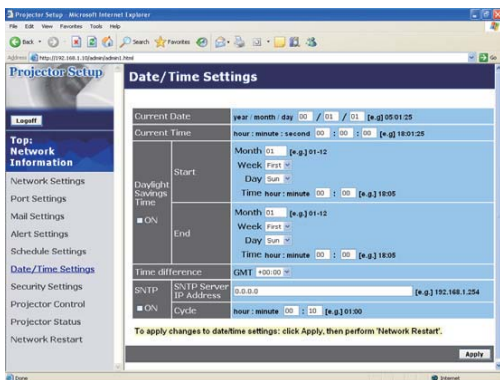 Projector Setup - Microsoft Internet Explorer
File Edit View Favorites Tools Help
Back Search Favorites
Address http://192.168.1.10/admin/admin1.html Go
Projector Setup
Logoff
Top:
Network
Information
Network Settings
Port Settings
Mail Settings
Alert Settings
Schedule Settings
Date/Time Settings
Security Settings
Projector Control
Projector Status
Network Restart
Date/Time Settings
Current Date year / month / day 00 / 01 / 01 [e.g] 05:01:25
Current Time hour : minute : second 00 : 00 : 00 [e.g] 18:01:25
Daylight Savings Time
ON
Start
Month 01 [e.g.] 01-12
Week First
Day Sun
Time hour : minute 00 : 00 [e.g.] 18:05
End
Month 01 [e.g.] 01-12
Week First
Day Sun
Time hour : minute 00 : 00 [e.g.] 18:05
Time difference GMT +00:00
SNTP
ON
SNTP Server IP Address 0.0.0.0 [e.g.] 192.168.1.254
Cycle hour : minute 00 : 10 [e.g.] 01:00
To apply changes to date/time settings: click Apply, then perform 'Network Restart'.
Apply
Done Internet